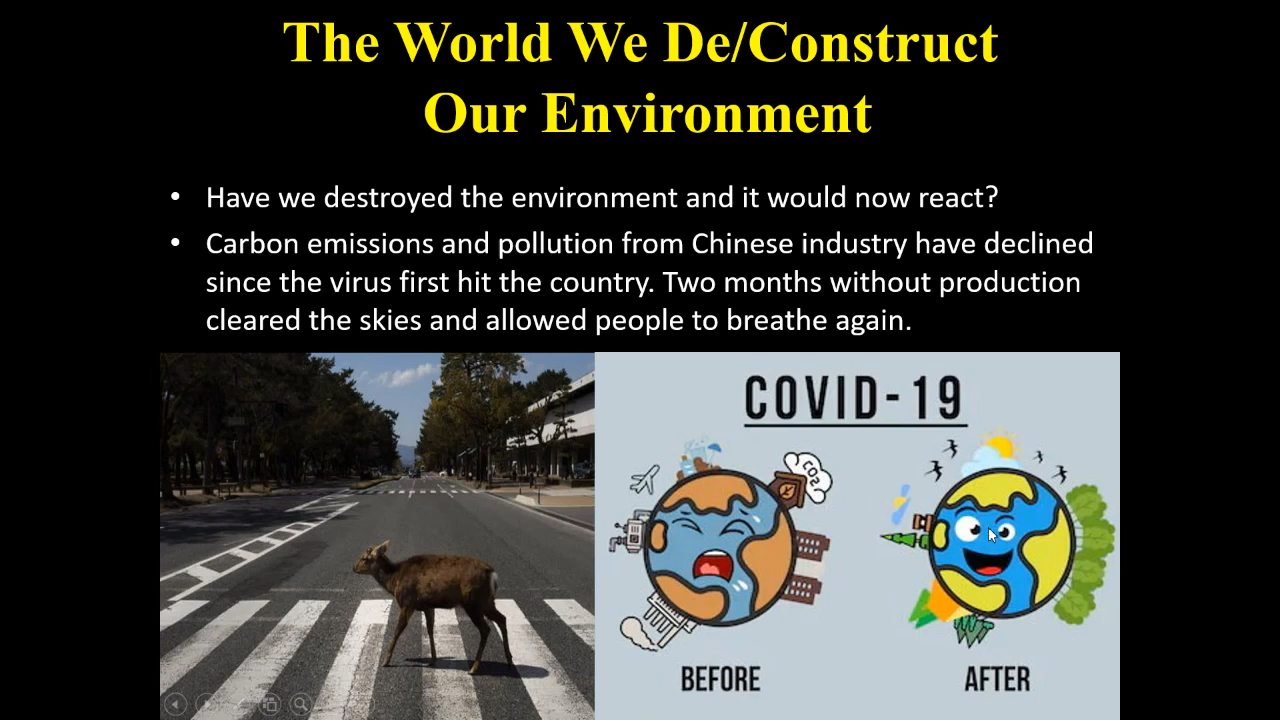 The World We De/Construct
Our Environment
• Have we destroyed the environment and it would now react?
• Carbon emissions and pollution from Chinese industry have declined
since the virus first hit the country. Two months without production
cleared the skies and allowed people to breathe again.
COVID-19
CO2
BEFORE
AFTER